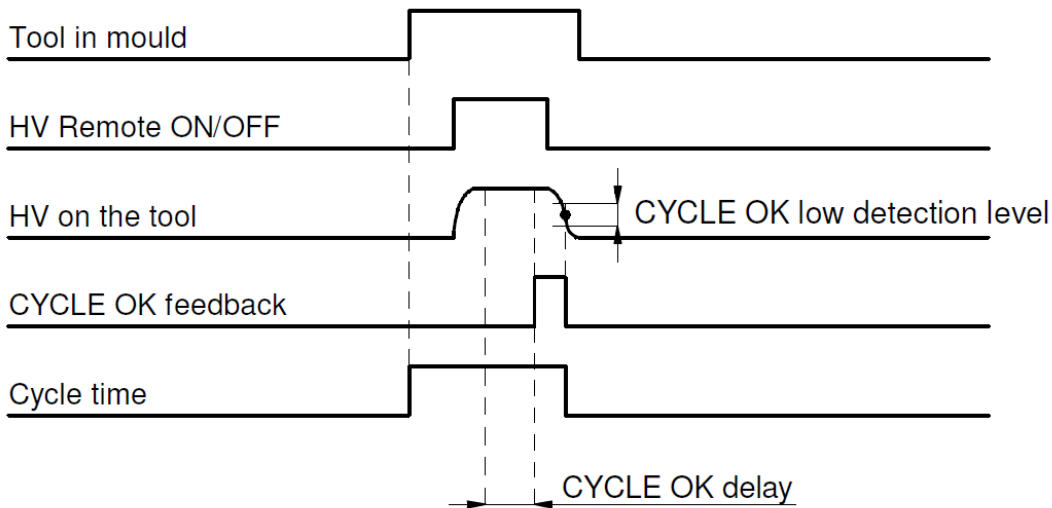 Tool in mould
HV Remote ON/OFF
HV on the tool
CYCLE OK low detection level
CYCLE OK feedback
Cycle time
CYCLE OK delay